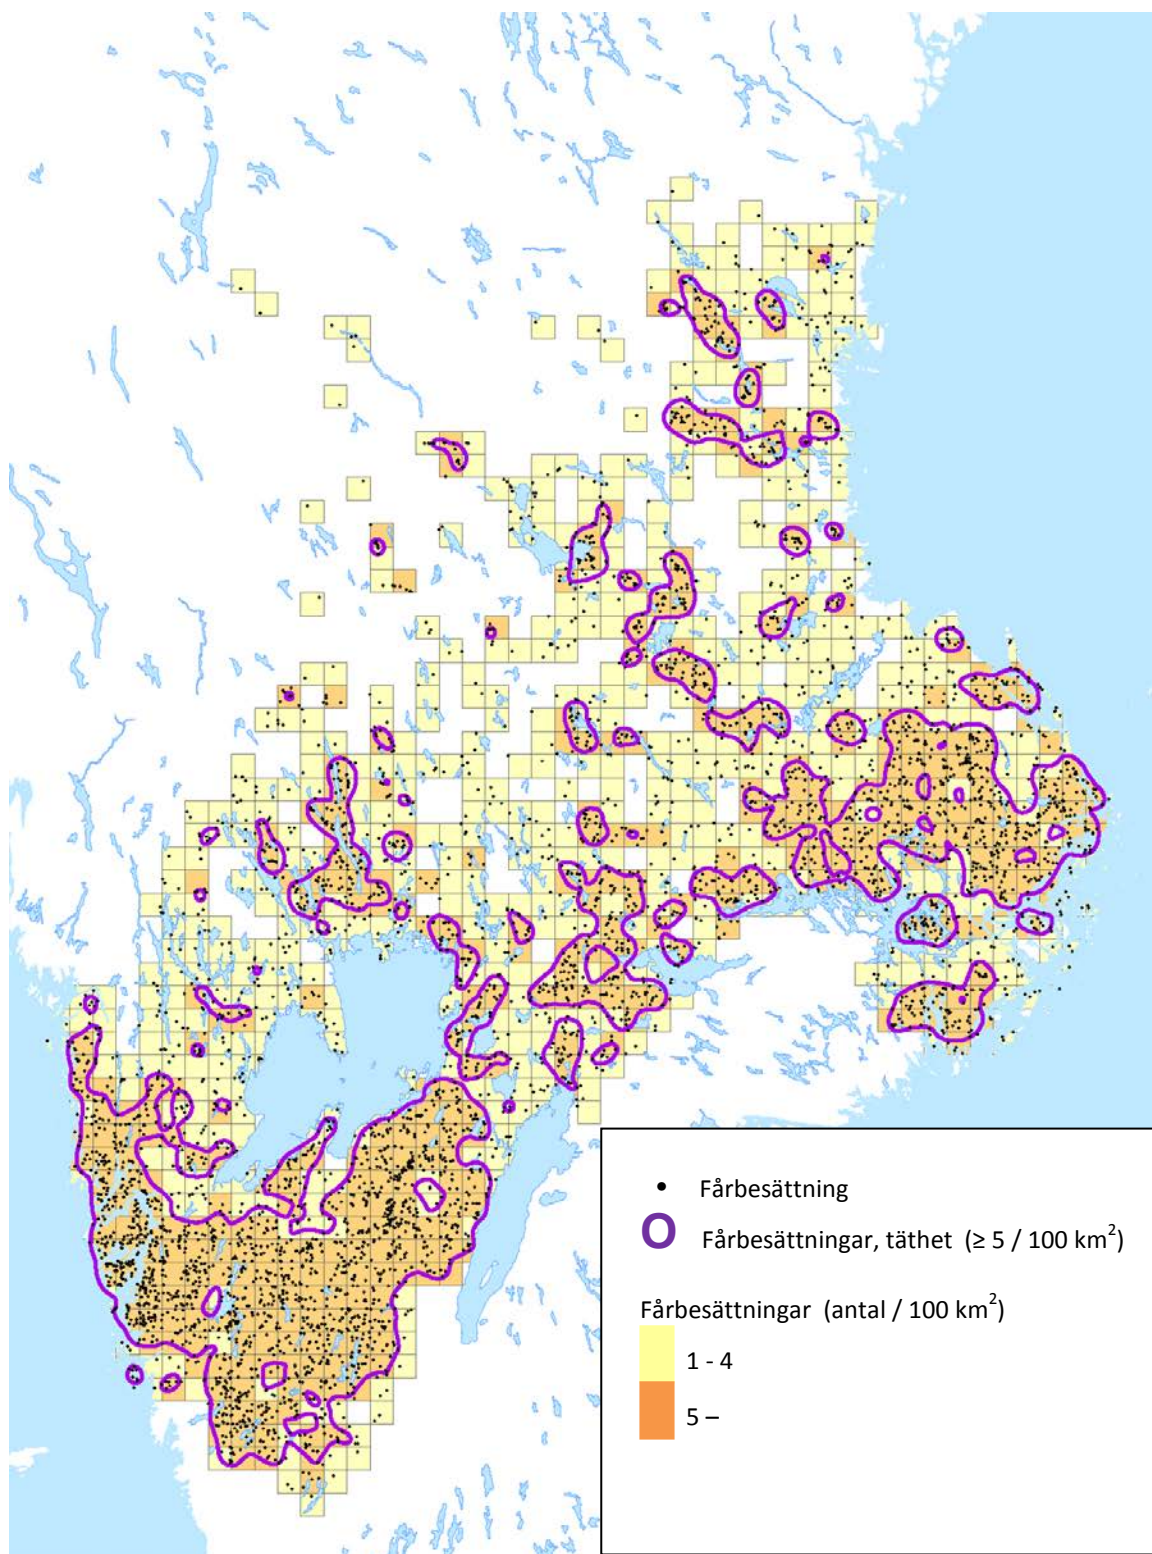 Fårbesättning
Fårbesättningar, täthet (≥ 5 / 100 km²)
Fårbesättningar (antal / 100 km²)
1 - 4
5 –